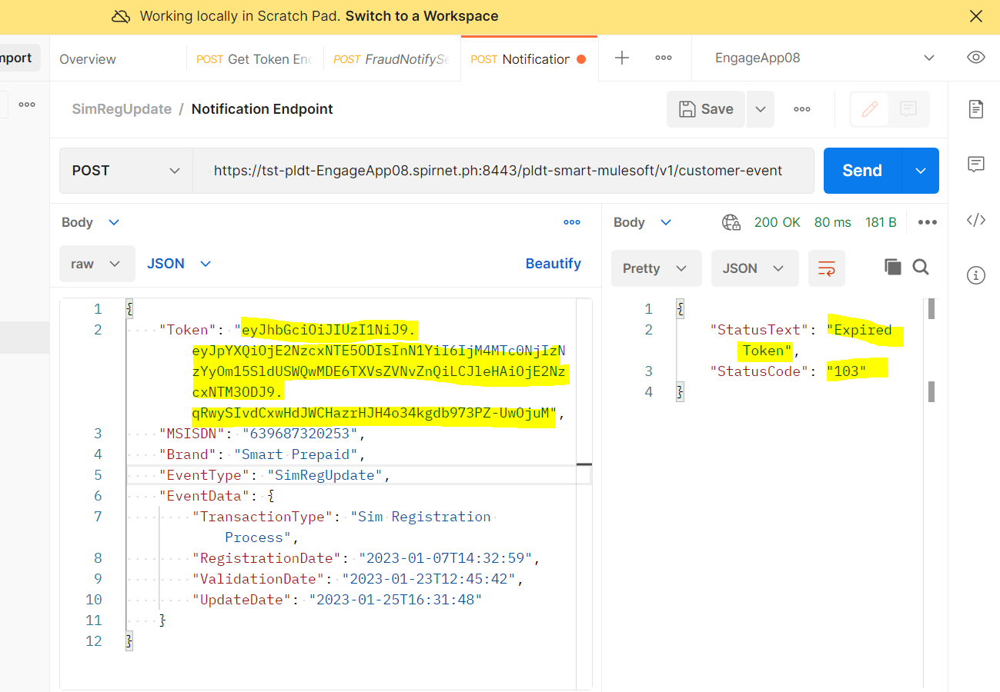 Working locally in Scratch Pad. Switch to a Workspace
mport
Overview
POST Get Token Enc
POST FraudNotifySe
POST Notification
EngageApp08
SimRegUpdate / Notification Endpoint
Save
POST
https://tst-pldt-EngageApp08.spirnet.ph:8443/pldt-smart-mulesoft/v1/customer-event
Send
Body
raw
JSON
Beautify
1 {
2 "Token": "eyJhbGciOiJIUzI1NiJ9.
eyJpYXQiOjE2NzcxNTE5ODIsInN1YiI6IjM4MTc0NjIzN
zYyOm15SldUSWQwMDE6TXVsZVNvZnQiLCJleHAiOjE2Nz
cxNTM3ODJ9.
qRwySIvdCxwHdJWCHazrHJH4o34kgdb973PZ-UwOjuM",
3 "MSISDN": "639687320253",
4 "Brand": "Smart Prepaid",
5 "EventType": "SimRegUpdate",
6 "EventData": {
7 "TransactionType": "Sim Registration
Process",
8 "RegistrationDate": "2023-01-07T14:32:59",
9 "ValidationDate": "2023-01-23T12:45:42",
10 "UpdateDate": "2023-01-25T16:31:48"
11 }
12 }
Body
200 OK 80 ms 181 B
Pretty
JSON
1 {
2 "StatusText": "Expired
Token",
3 "StatusCode": "103"
4 }